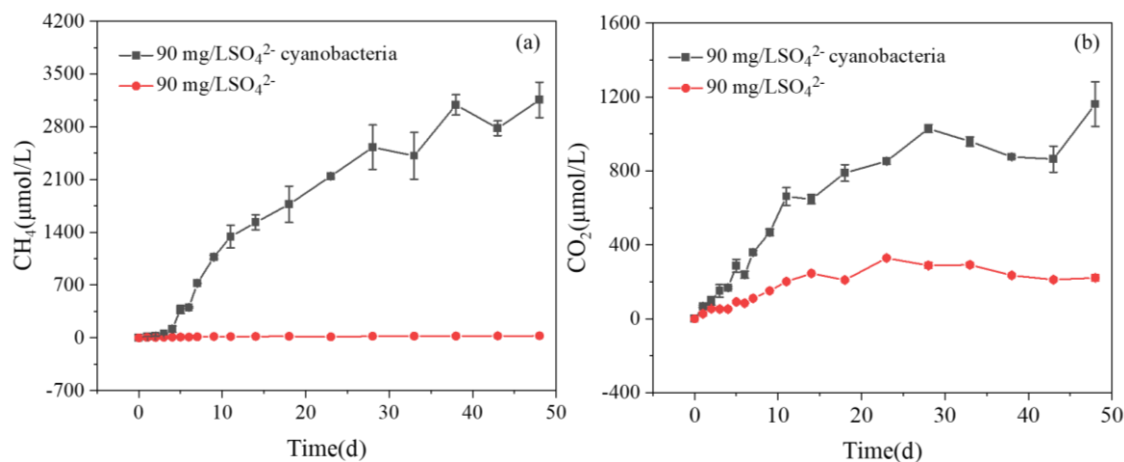 (a)
90 mg/LSO₄²⁻ cyanobacteria
90 mg/LSO₄²⁻
4200
3500
2800
2100
1400
700
0
-700
CH₄(μmol/L)
0 10 20 30 40 50
Time(d)
(b)
90 mg/LSO₄²⁻ cyanobacteria
90 mg/LSO₄²⁻
1600
1200
800
400
0
-400
CO₂(μmol/L)
0 10 20 30 40 50
Time(d)